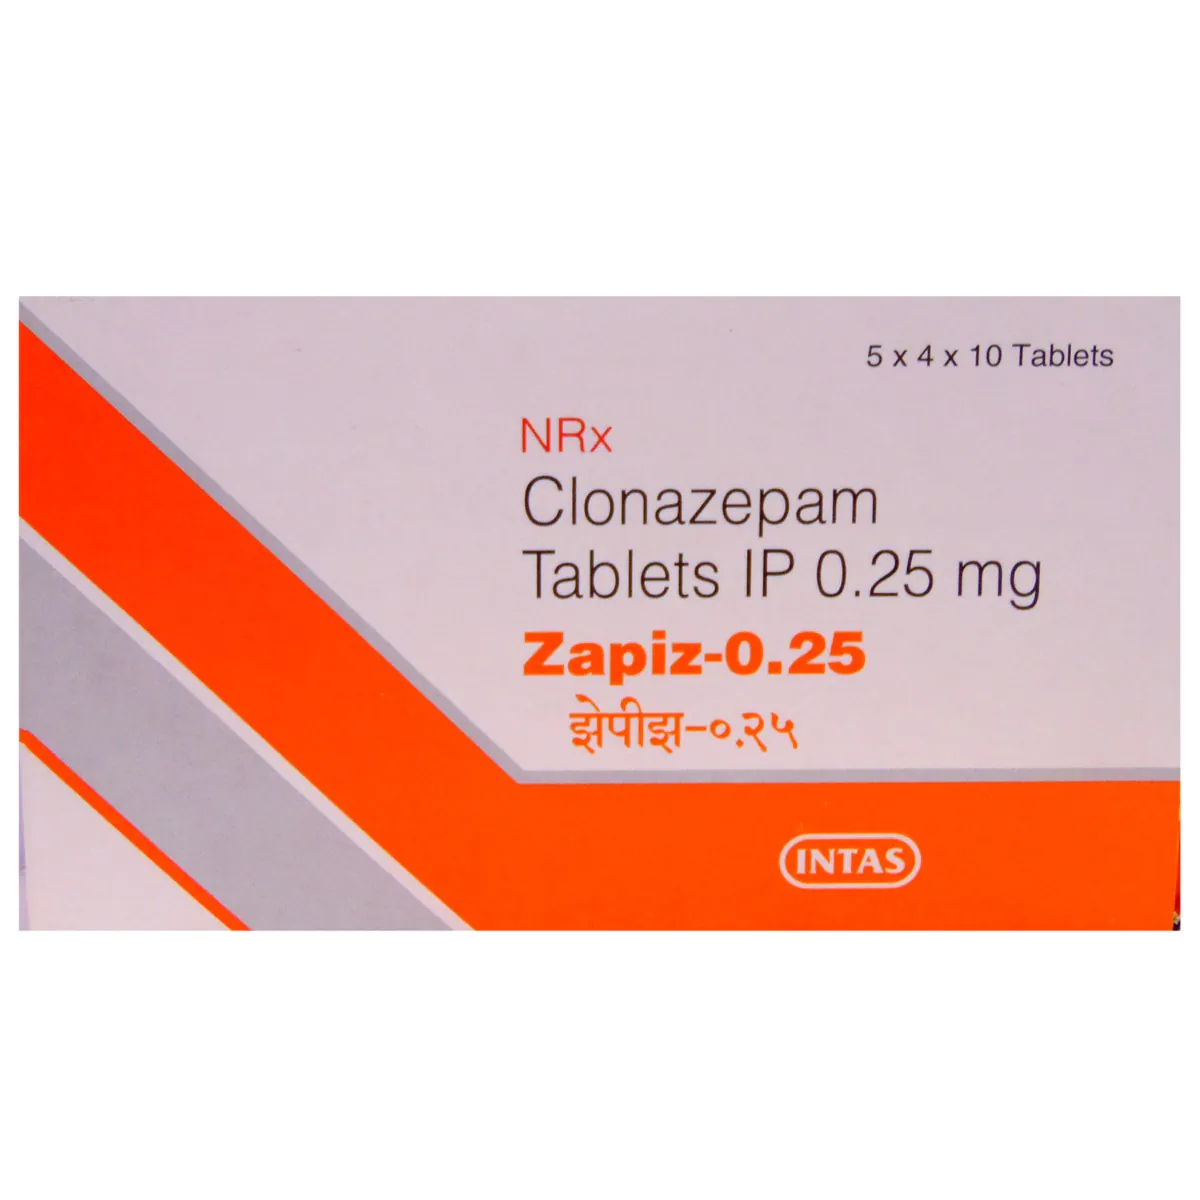 5 x 4 x 10 Tablets
NRx
Clonazepam
Tablets IP 0.25 mg
Zapiz-0.25
झेपीझ-०.२५
INTAS